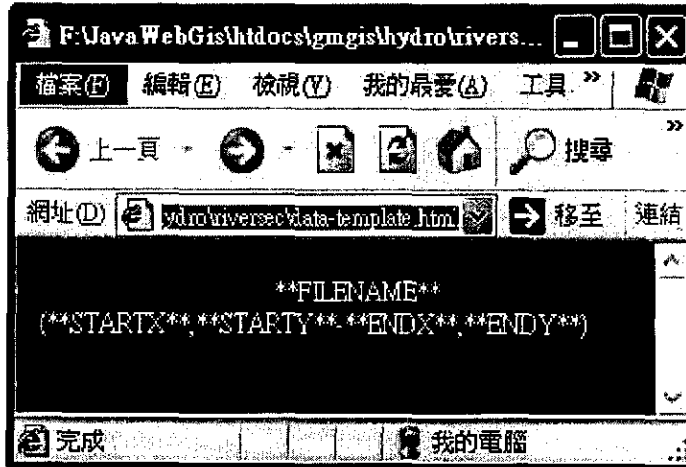 F:\JavaWebGis\htdocs\gmgis\hydro\rivers...
檔案(F) 編輯(E) 檢視(V) 我的最愛(A) 工具 »
上一頁 搜尋 »
網址(D) ydro\riversec\data-template.htm 移至 連結
**FILENAME**
(**STARTX**,**STARTY**-**ENDX**,**ENDY**)
完成 我的電腦